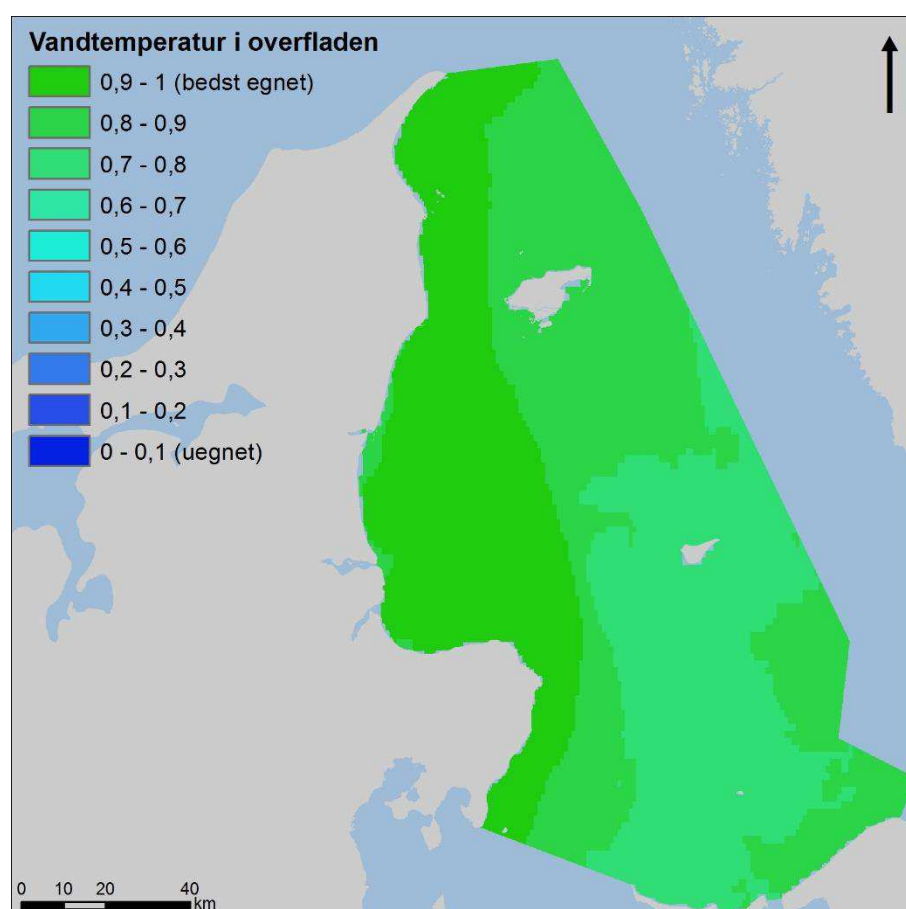 Vandtemperatur i overfladen
0,9 - 1 (bedst egnet)
0,8 - 0,9
0,7 - 0,8
0,6 - 0,7
0,5 - 0,6
0,4 - 0,5
0,3 - 0,4
0,2 - 0,3
0,1 - 0,2
0 - 0,1 (uegnet)
0 10 20 40
km